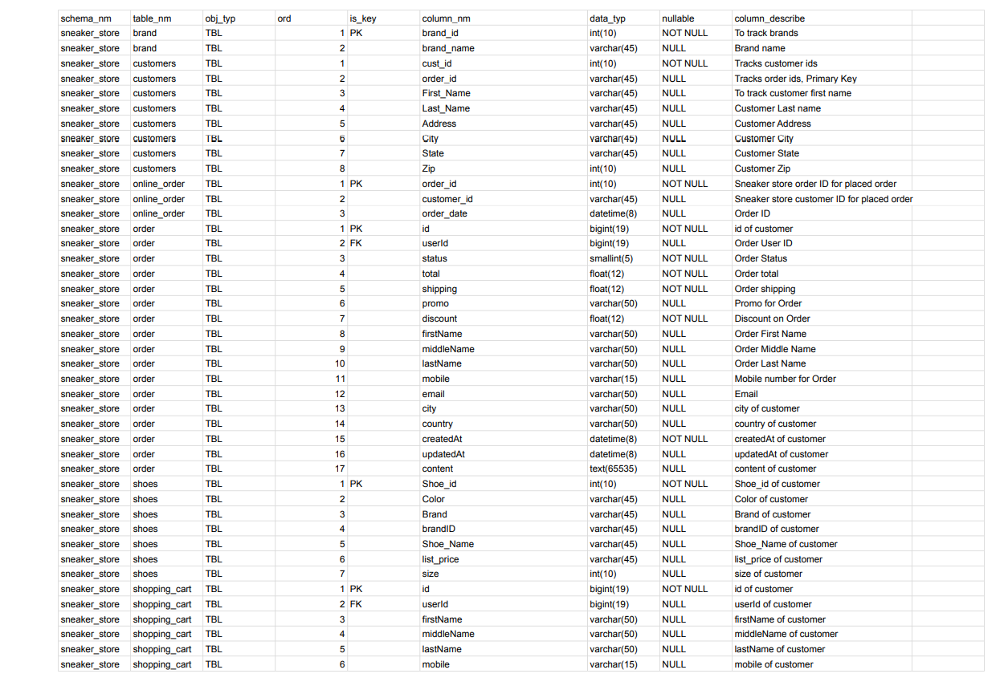 schema_nm table_nm obj_typ ord is_key column_nm data_typ nullable column_describe
sneaker_store brand TBL 1 PK brand_id int(10) NOT NULL To track brands
sneaker_store brand TBL 2 brand_name varchar(45) NULL Brand name
sneaker_store customers TBL 1 cust_id int(10) NOT NULL Tracks customer ids
sneaker_store customers TBL 2 order_id varchar(45) NULL Tracks order ids, Primary Key
sneaker_store customers TBL 3 First_Name varchar(45) NULL To track customer first name
sneaker_store customers TBL 4 Last_Name varchar(45) NULL Customer Last name
sneaker_store customers TBL 5 Address varchar(45) NULL Customer Address
sneaker_store customers TBL 6 City varchar(45) NULL Customer City
sneaker_store customers TBL 7 State varchar(45) NULL Customer State
sneaker_store customers TBL 8 Zip int(10) NULL Customer Zip
sneaker_store online_order TBL 1 PK order_id int(10) NOT NULL Sneaker store order ID for placed order
sneaker_store online_order TBL 2 customer_id varchar(45) NULL Sneaker store customer ID for placed order
sneaker_store online_order TBL 3 order_date datetime(8) NULL Order ID
sneaker_store order TBL 1 PK id bigint(19) NOT NULL id of customer
sneaker_store order TBL 2 FK userId bigint(19) NULL Order User ID
sneaker_store order TBL 3 status smallint(5) NOT NULL Order Status
sneaker_store order TBL 4 total float(12) NOT NULL Order total
sneaker_store order TBL 5 shipping float(12) NOT NULL Order shipping
sneaker_store order TBL 6 promo varchar(50) NULL Promo for Order
sneaker_store order TBL 7 discount float(12) NOT NULL Discount on Order
sneaker_store order TBL 8 firstName varchar(50) NULL Order First Name
sneaker_store order TBL 9 middleName varchar(50) NULL Order Middle Name
sneaker_store order TBL 10 lastName varchar(50) NULL Order Last Name
sneaker_store order TBL 11 mobile varchar(15) NULL Mobile number for Order
sneaker_store order TBL 12 email varchar(50) NULL Email
sneaker_store order TBL 13 city varchar(50) NULL city of customer
sneaker_store order TBL 14 country varchar(50) NULL country of customer
sneaker_store order TBL 15 createdAt datetime(8) NOT NULL createdAt of customer
sneaker_store order TBL 16 updatedAt datetime(8) NULL updatedAt of customer
sneaker_store order TBL 17 content text(65535) NULL content of customer
sneaker_store shoes TBL 1 PK Shoe_id int(10) NOT NULL Shoe_id of customer
sneaker_store shoes TBL 2 Color varchar(45) NULL Color of customer
sneaker_store shoes TBL 3 Brand varchar(45) NULL Brand of customer
sneaker_store shoes TBL 4 brandID varchar(45) NULL brandID of customer
sneaker_store shoes TBL 5 Shoe_Name varchar(45) NULL Shoe_Name of customer
sneaker_store shoes TBL 6 list_price varchar(45) NULL list_price of customer
sneaker_store shoes TBL 7 size int(10) NULL size of customer
sneaker_store shopping_cart TBL 1 PK id bigint(19) NOT NULL id of customer
sneaker_store shopping_cart TBL 2 FK userId bigint(19) NULL userId of customer
sneaker_store shopping_cart TBL 3 firstName varchar(50) NULL firstName of customer
sneaker_store shopping_cart TBL 4 middleName varchar(50) NULL middleName of customer
sneaker_store shopping_cart TBL 5 lastName varchar(50) NULL lastName of customer
sneaker_store shopping_cart TBL 6 mobile varchar(15) NULL mobile of customer